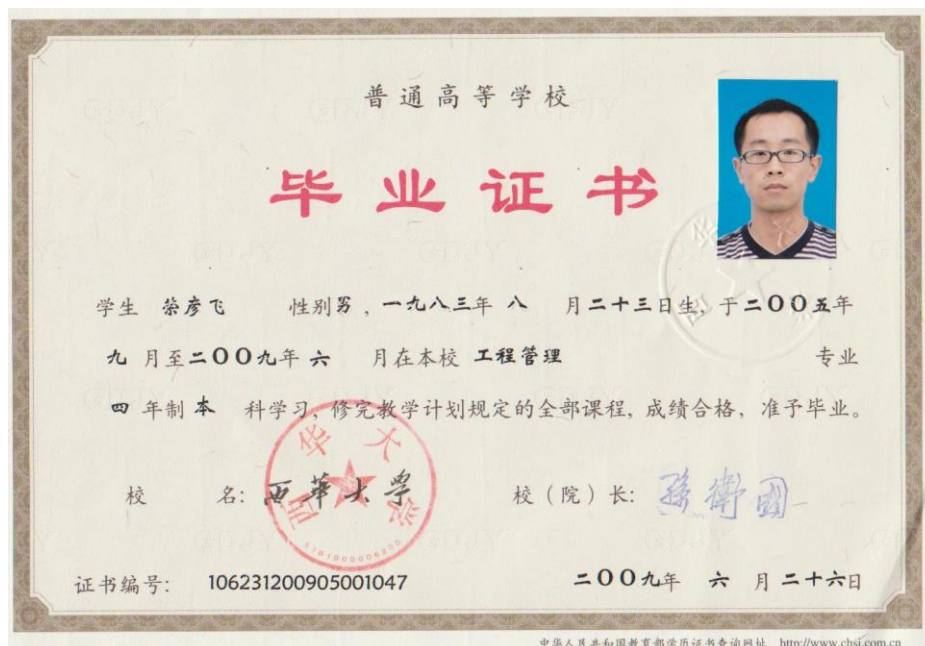 普通高等学校
毕业证书
学生 荣彦飞 性别男，一九八三年 八 月二十三日生，于二〇〇五年
九 月至二〇〇九年 六 月在本校 工程管理 专业
四 年制 本 科学习，修完教学计划规定的全部课程，成绩合格，准予毕业。
校 名：西华大学 校（院）长：孫衛國
西华大学
5101000006200
证书编号： 106231200905001047 二〇〇九年 六 月 二十六日
中华人民共和国教育部学历证书查询网址 http://www.chsi.com.cn